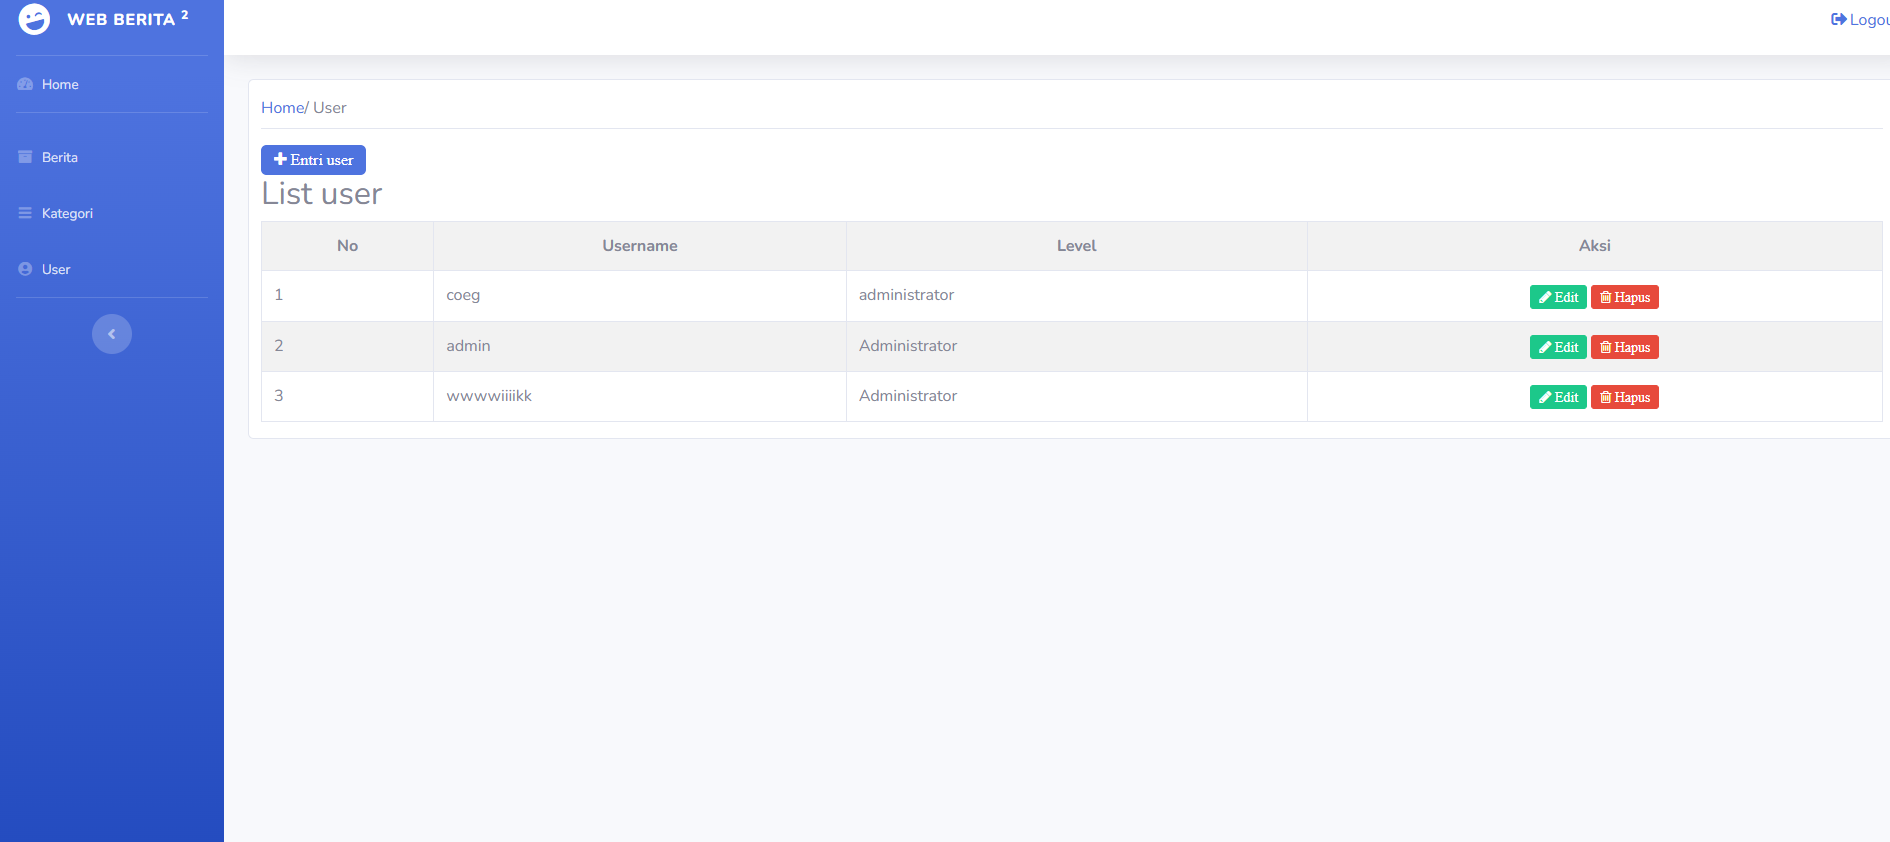 WEB BERITA 2
Logou
Home
Berita
Kategori
User
Home/ User
Entri user
List user
No Username Level Aksi
1 coeg administrator Edit Hapus
2 admin Administrator Edit Hapus
3 wwwwiiiikk Administrator Edit Hapus